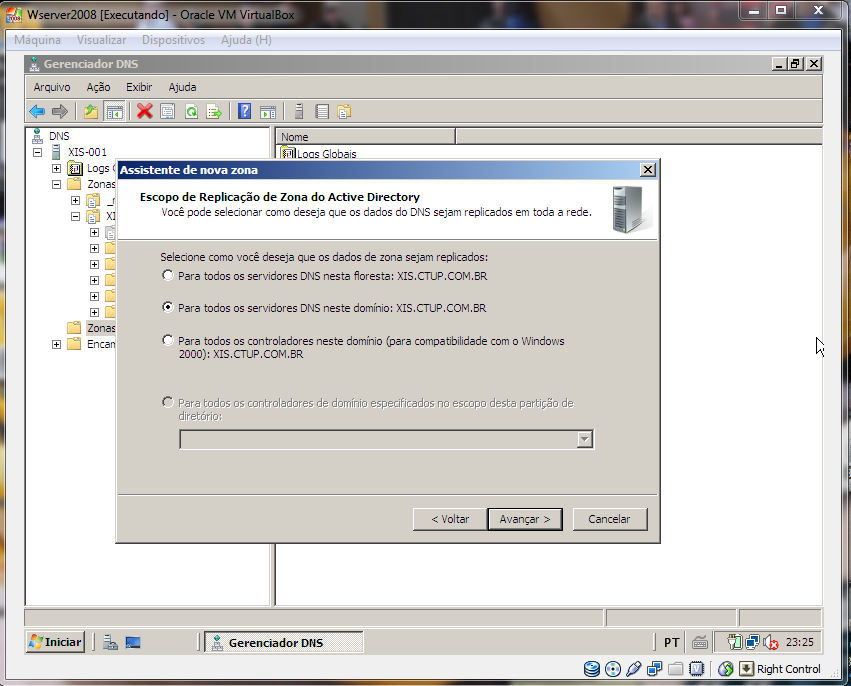 Wserver2008 [Executando] - Oracle VM VirtualBox
Máquina Visualizar Dispositivos Ajuda (H)
Gerenciador DNS
Arquivo Ação Exibir Ajuda
DNS
XIS-001
Logs
Zonas
XI
Zonas
Encam
Nome
Logs Globais
Assistente de nova zona
Escopo de Replicação de Zona do Active Directory
Você pode selecionar como deseja que os dados do DNS sejam replicados em toda a rede.
Selecione como você deseja que os dados de zona sejam replicados:
Para todos os servidores DNS nesta floresta: XIS.CTUP.COM.BR
Para todos os servidores DNS neste domínio: XIS.CTUP.COM.BR
Para todos os controladores neste domínio (para compatibilidade com o Windows
2000): XIS.CTUP.COM.BR
Para todos os controladores de domínio especificados no escopo desta partição de
diretório:
< Voltar Avançar > Cancelar
Iniciar Gerenciador DNS PT 23:25
Right Control